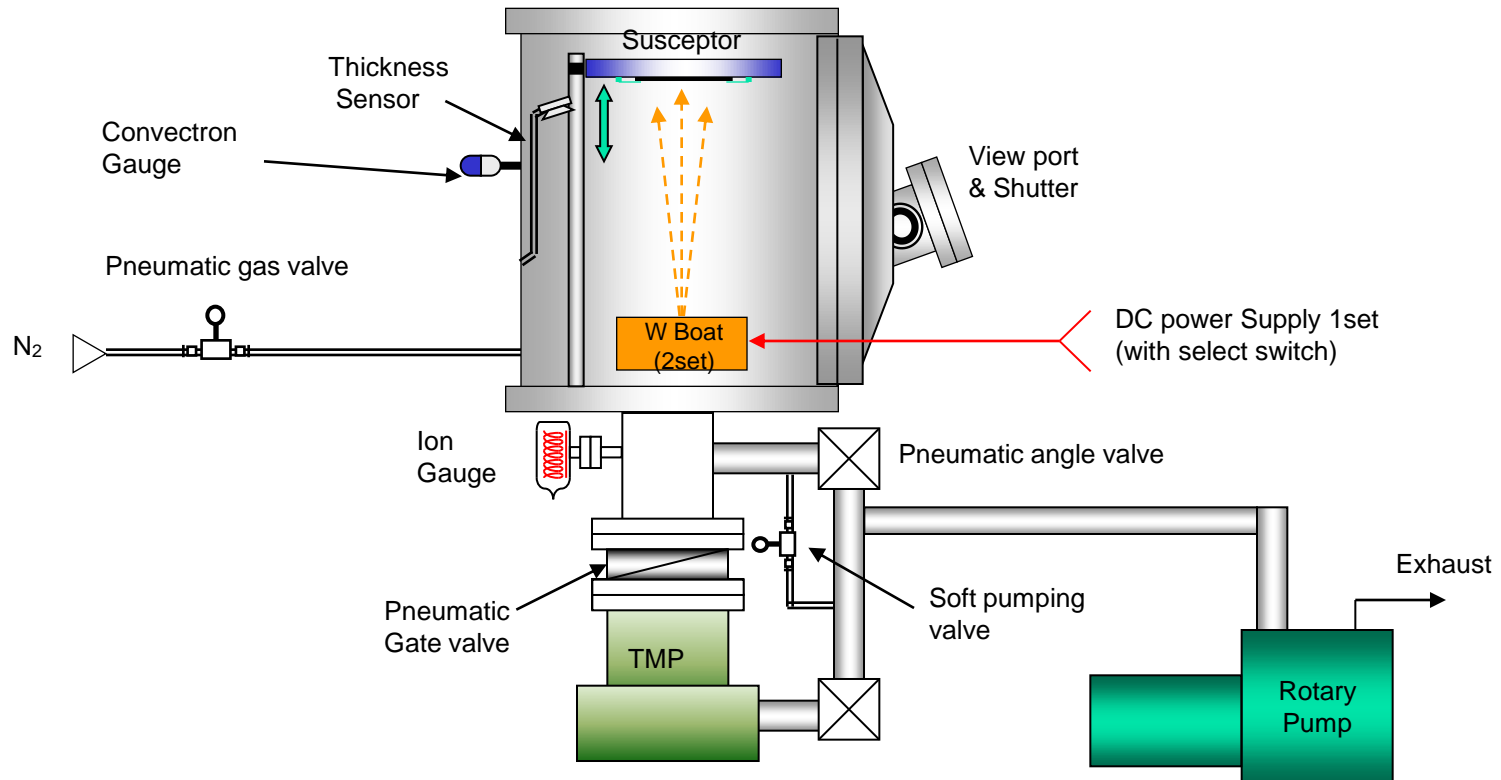 Susceptor
Thickness
Sensor
Convectron
Gauge
View port
& Shutter
Pneumatic gas valve
N2
W Boat
(2set)
DC power Supply 1set
(with select switch)
Ion
Gauge
Pneumatic angle valve
Exhaust
Pneumatic
Gate valve
Soft pumping
valve
TMP
Rotary
Pump